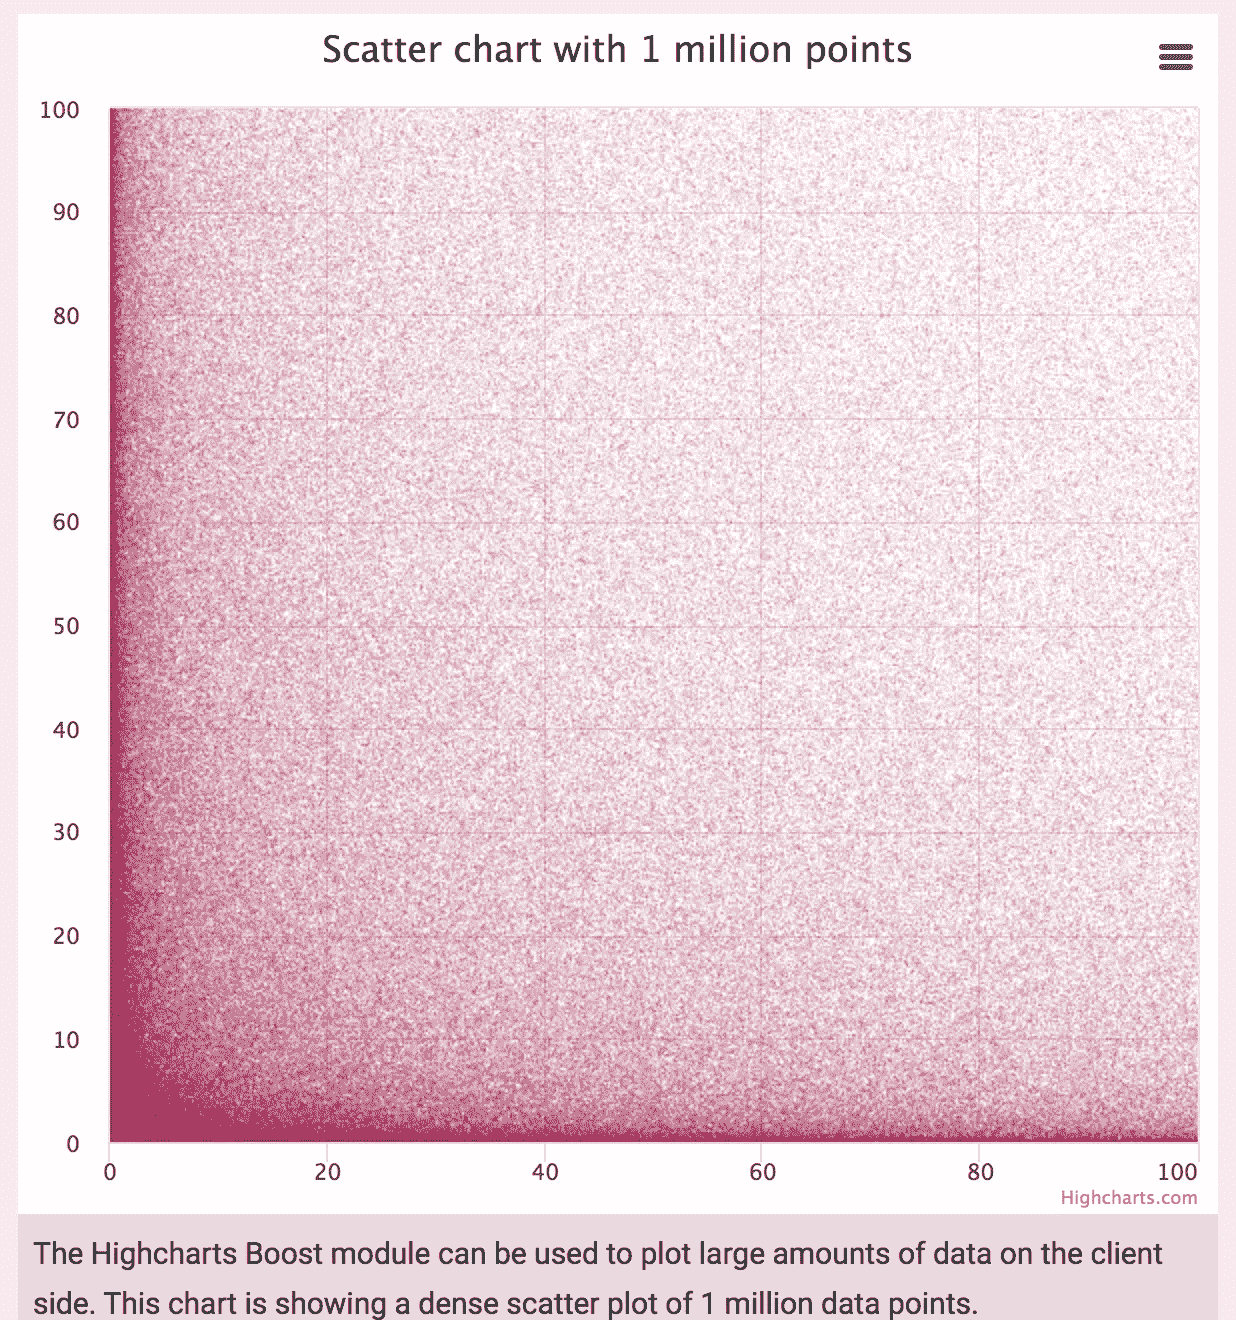 Scatter chart with 1 million points
100
90
80
70
60
50
40
30
20
10
0
0 20 40 60 80 100
Highcharts.com
The Highcharts Boost module can be used to plot large amounts of data on the client
side. This chart is showing a dense scatter plot of 1 million data points.